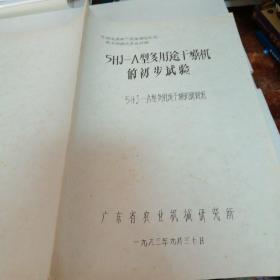 5HJ—A型多用途干燥机
的初步试验
5HJ—A型多用途干燥机试验组
广东省农业机械研究所
一九八三年九月三十日